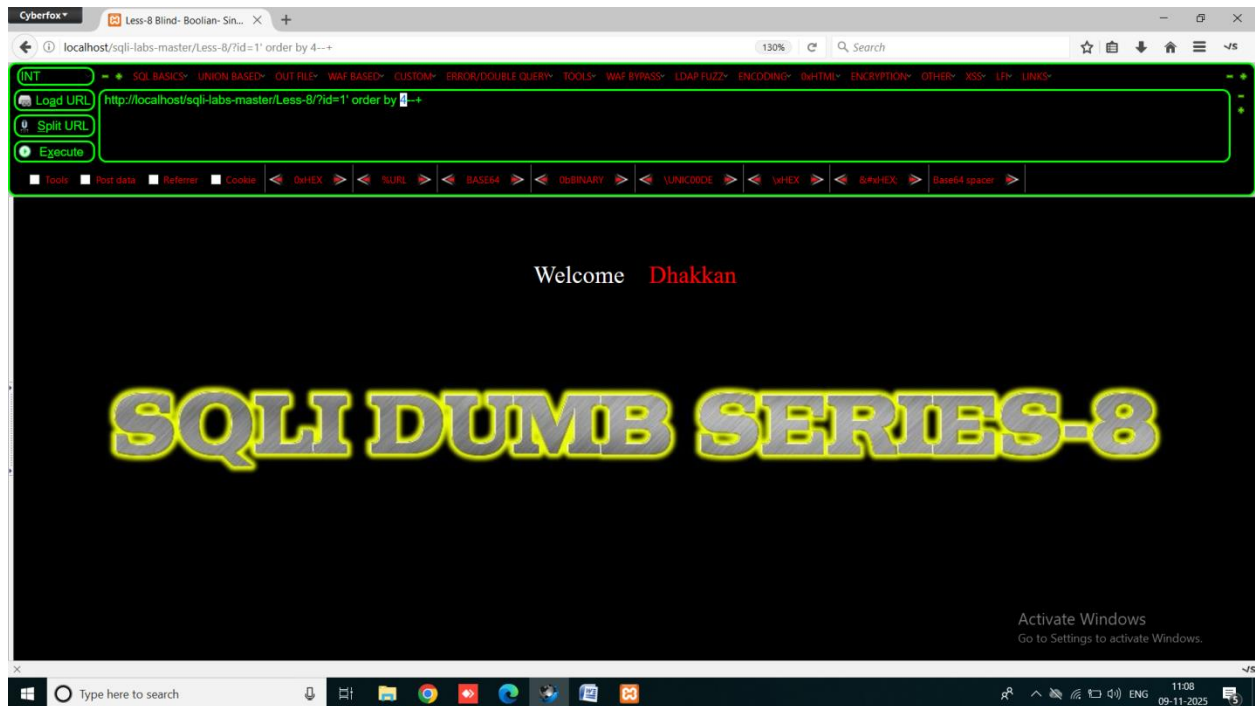 Cyberfox
Less-8 Blind- Boolian- Sin...
localhost/sqli-labs-master/Less-8/?id=1' order by 4--+
130%
Search
INT
SQL BASICS UNION BASED OUT FILE WAF BASED CUSTOM ERROR/DOUBLE QUERY TOOLS WAF BYPASS LDAP FUZZ ENCODING 0xHTML ENCRYPTION OTHER XSS LFI LINKS
Load URL
http://localhost/sqli-labs-master/Less-8/?id=1' order by 4--+
Split URL
Execute
Tools Post data Referrer Cookie 0xHEX %URL BASE64 0bBINARY \UNICODE \xHEX &#xHEX; Base64 spacer
Welcome Dhakkan
SQLI DUMB SERIES-8
Activate Windows
Go to Settings to activate Windows.
Type here to search
ENG
11:08
09-11-2025
5